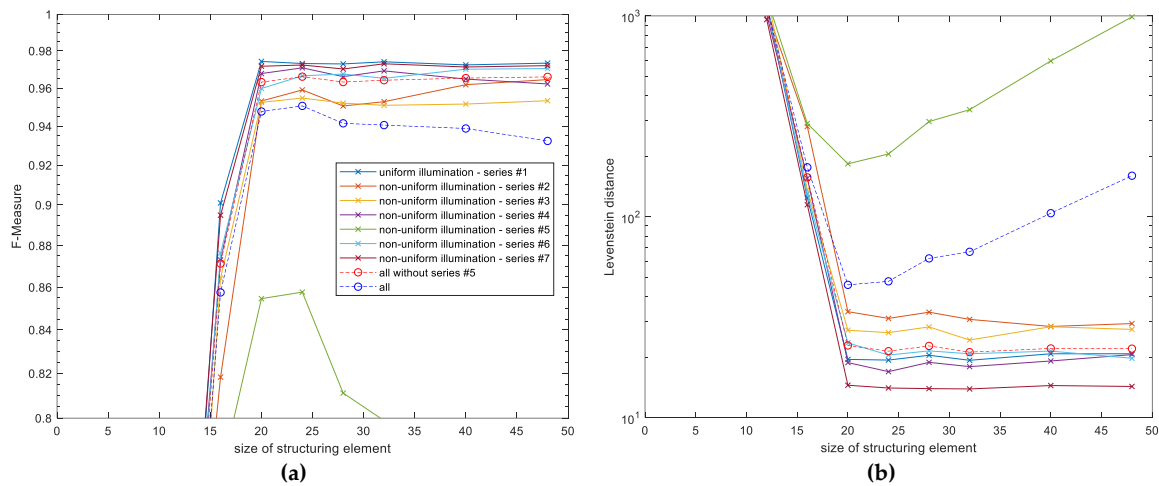 1
0.98
0.96
0.94
0.92
0.9
0.88
0.86
0.84
0.82
0.8
F-Measure
0 5 10 15 20 25 30 35 40 45 50
size of structuring element
uniform illumination - series #1
non-uniform illumination - series #2
non-uniform illumination - series #3
non-uniform illumination - series #4
non-uniform illumination - series #5
non-uniform illumination - series #6
non-uniform illumination - series #7
all without series #5
all
(a)
10³
10²
10¹
Levenstein distance
0 5 10 15 20 25 30 35 40 45 50
size of structuring element
(b)